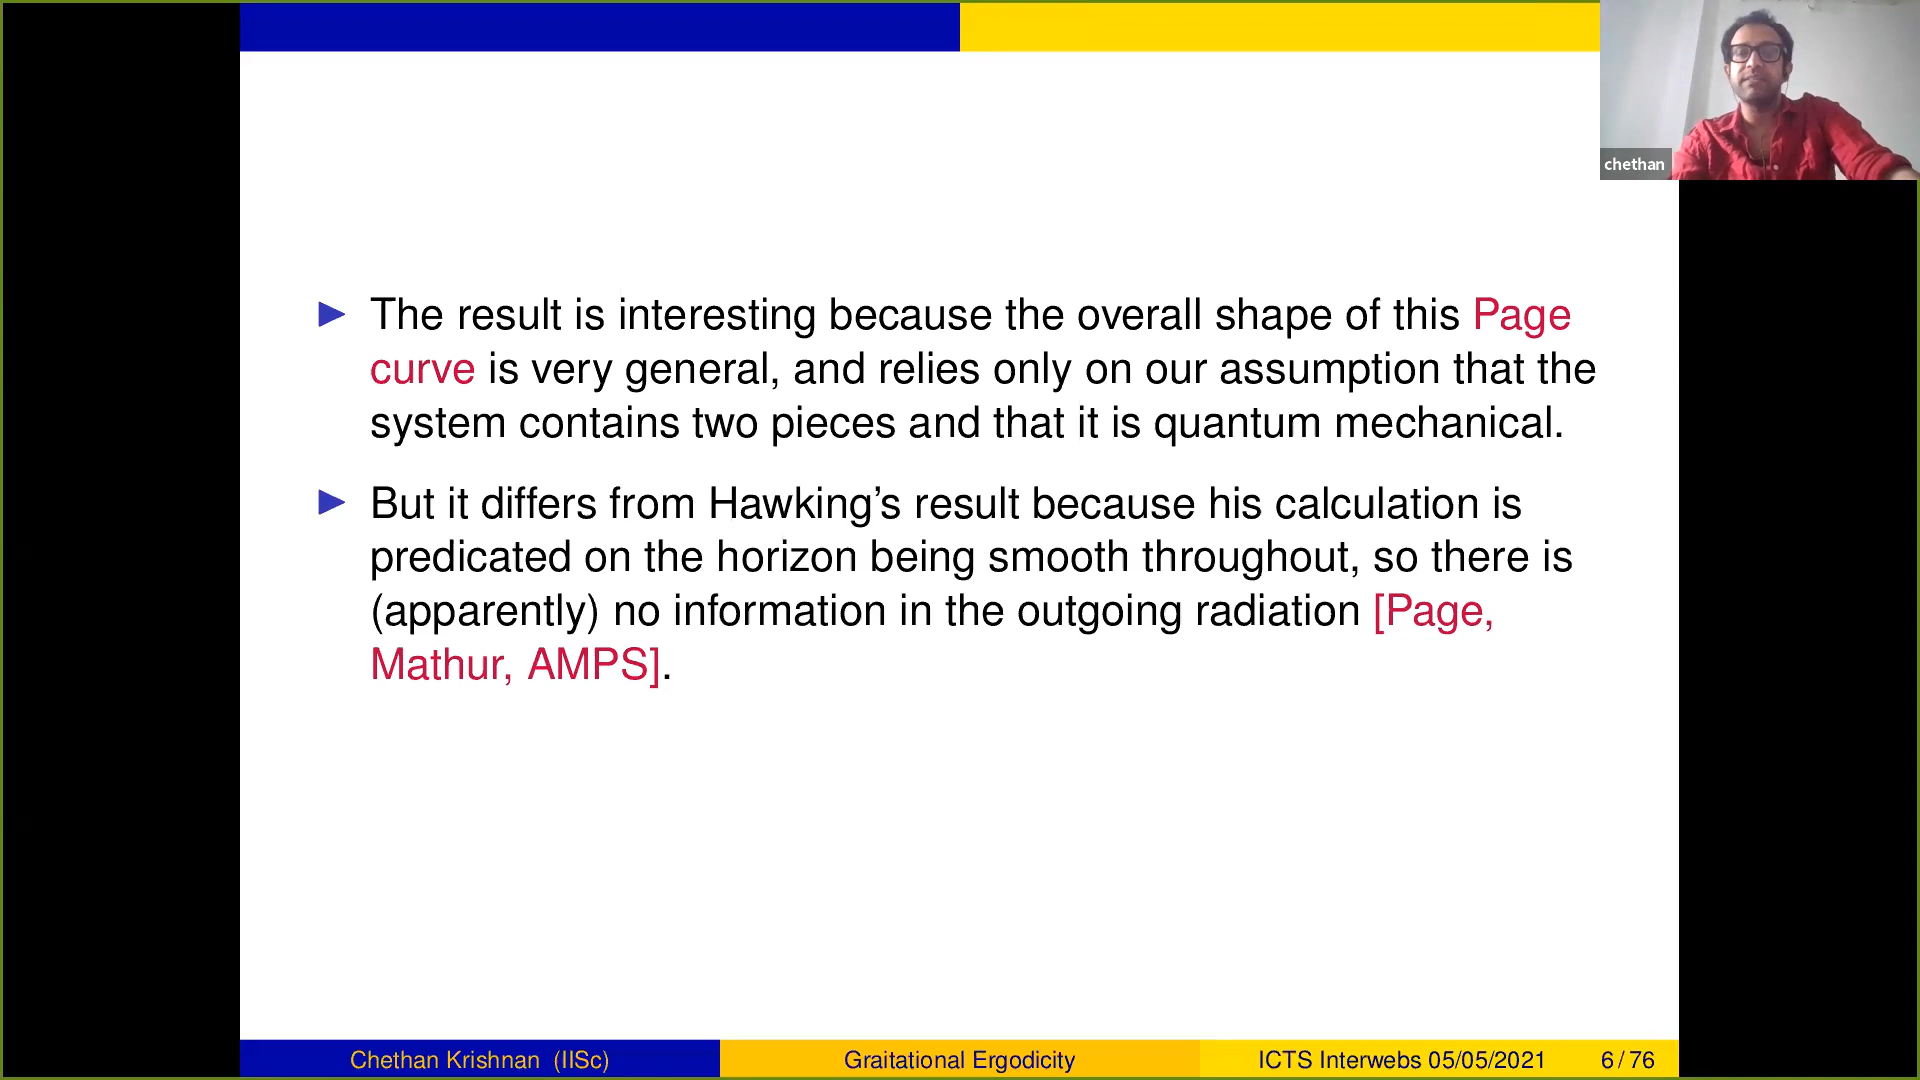 chethan
The result is interesting because the overall shape of this Page
curve is very general, and relies only on our assumption that the
system contains two pieces and that it is quantum mechanical.
But it differs from Hawking’s result because his calculation is
predicated on the horizon being smooth throughout, so there is
(apparently) no information in the outgoing radiation [Page,
Mathur, AMPS].
Chethan Krishnan (IISc) Graitational Ergodicity ICTS Interwebs 05/05/2021 6 / 76